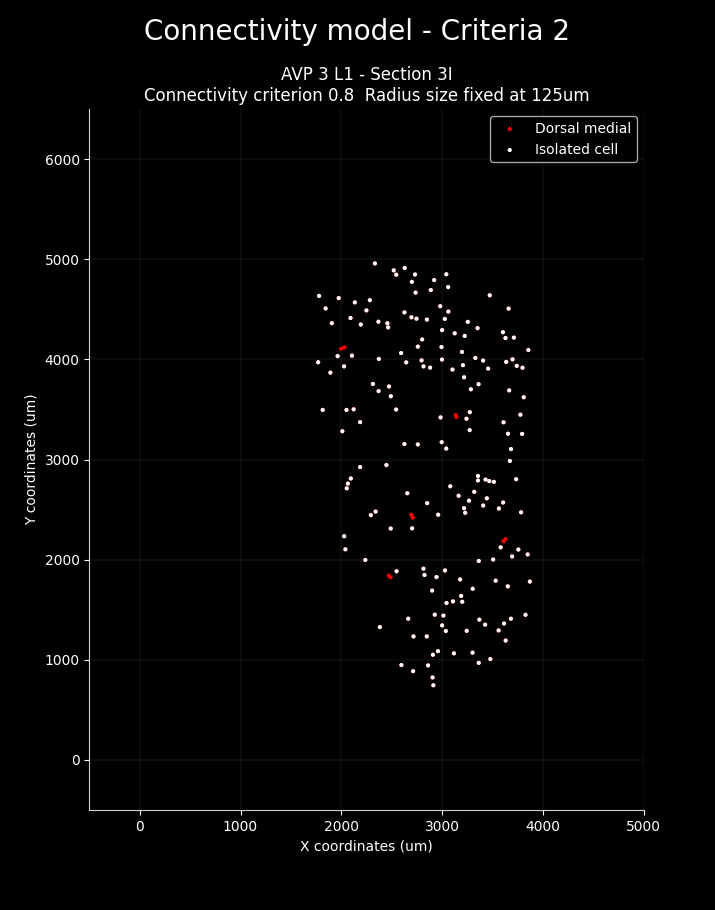 Connectivity model - Criteria 2
AVP 3 L1 - Section 3I
Connectivity criterion 0.8  Radius size fixed at 125um
Dorsal medial
Isolated cell
6000
5000
4000
3000
2000
1000
0
Y coordinates (um)
0 1000 2000 3000 4000 5000
X coordinates (um)